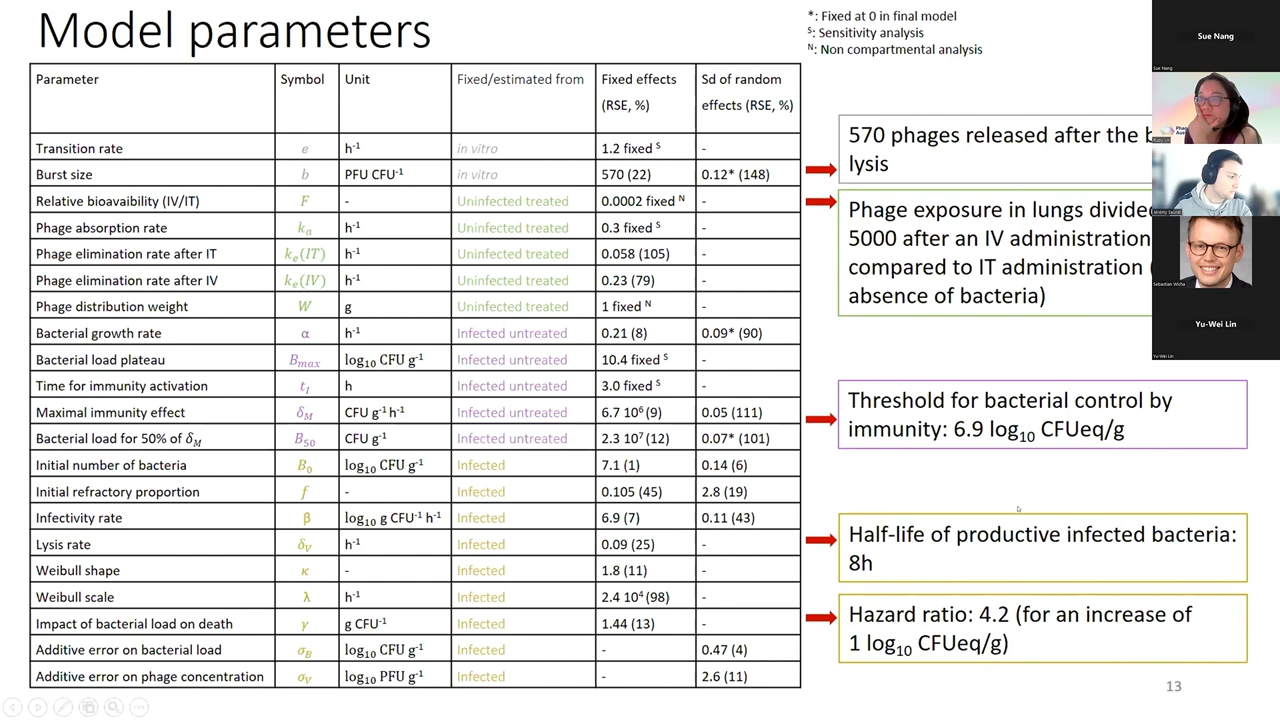 Model parameters
*: Fixed at 0 in final model
S: Sensitivity analysis
N: Non compartmental analysis
Parameter Symbol Unit Fixed/estimated from Fixed effects (RSE, %) Sd of random effects (RSE, %)
Transition rate e h-1 in vitro 1.2 fixed S -
Burst size b PFU CFU-1 in vitro 570 (22) 0.12* (148)
Relative bioavaibility (IV/IT) F - Uninfected treated 0.0002 fixed N -
Phage absorption rate ka h-1 Uninfected treated 0.3 fixed S -
Phage elimination rate after IT ke(IT) h-1 Uninfected treated 0.058 (105) -
Phage elimination rate after IV ke(IV) h-1 Uninfected treated 0.23 (79) -
Phage distribution weight W g Uninfected treated 1 fixed N -
Bacterial growth rate α h-1 Infected untreated 0.21 (8) 0.09* (90)
Bacterial load plateau Bmax log10 CFU g-1 Infected untreated 10.4 fixed S -
Time for immunity activation tI h Infected untreated 3.0 fixed S -
Maximal immunity effect δM CFU g-1 h-1 Infected untreated 6.7 10^6 (9) 0.05 (111)
Bacterial load for 50% of δM B50 CFU g-1 Infected untreated 2.3 10^7 (12) 0.07* (101)
Initial number of bacteria B0 log10 CFU g-1 Infected 7.1 (1) 0.14 (6)
Initial refractory proportion f - Infected 0.105 (45) 2.8 (19)
Infectivity rate β log10 g CFU-1 h-1 Infected 6.9 (7) 0.11 (43)
Lysis rate δV h-1 Infected 0.09 (25) -
Weibull shape κ - Infected 1.8 (11) -
Weibull scale λ h-1 Infected 2.4 10^4 (98) -
Impact of bacterial load on death γ g CFU-1 Infected 1.44 (13) -
Additive error on bacterial load σB log10 CFU g-1 Infected - 0.47 (4)
Additive error on phage concentration σV log10 PFU g-1 Infected - 2.6 (11)
570 phages released after the b
lysis
Phage exposure in lungs divide
5000 after an IV administration
compared to IT administration (
absence of bacteria)
Threshold for bacterial control by
immunity: 6.9 log10 CFUeq/g
Half-life of productive infected bacteria:
8h
Hazard ratio: 4.2 (for an increase of
1 log10 CFUeq/g)
13
Sue Nang
Sue Nang
Sebastian Wicha
Yu-Wei Lin
Yu-Wei Lin